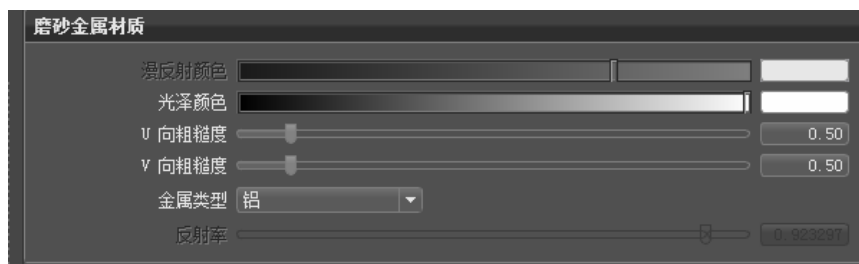 磨砂金属材质
漫反射颜色
光泽颜色
U 向粗糙度 0.50
V 向粗糙度 0.50
金属类型 铝
反射率 0.923297